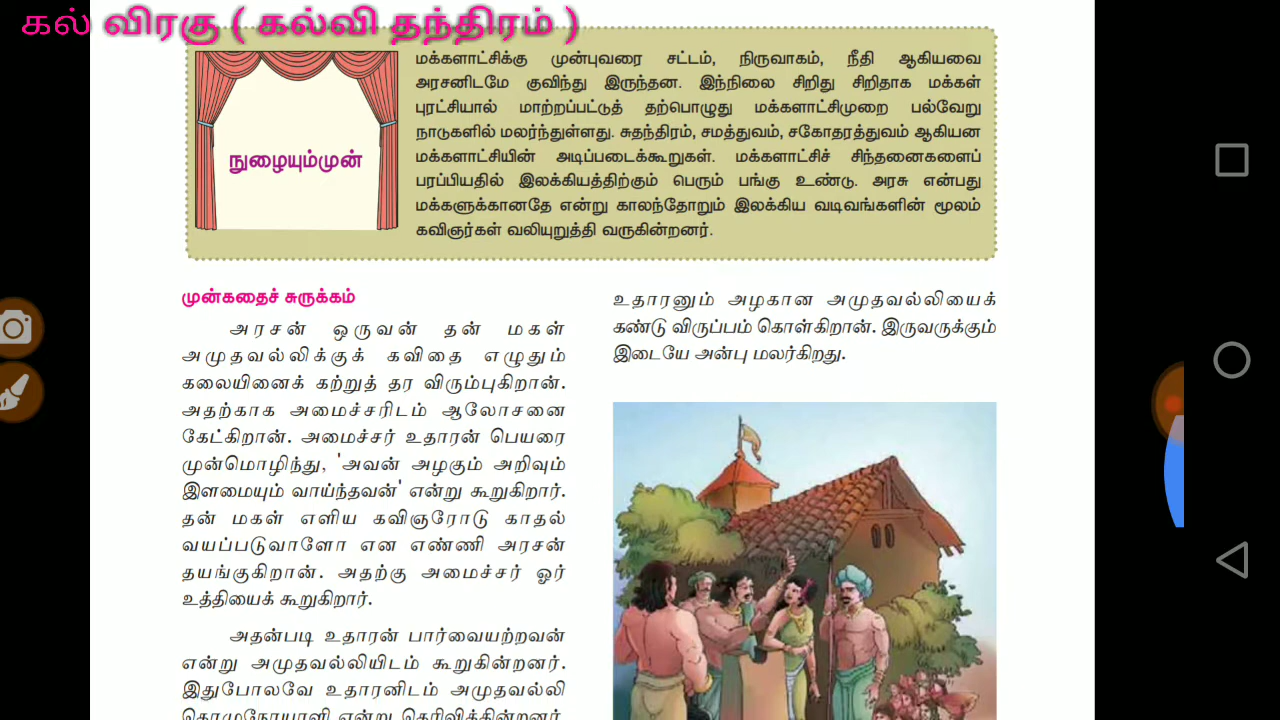 கல் விரகு ( கல்வி தந்திரம் )
நுழையும்முன்
மக்களாட்சிக்கு முன்புவரை சட்டம், நிருவாகம், நீதி ஆகியவை
அரசனிடமே குவிந்து இருந்தன. இந்நிலை சிறிது சிறிதாக மக்கள்
புரட்சியால் மாற்றப்பட்டுத் தற்பொழுது மக்களாட்சிமுறை பல்வேறு
நாடுகளில் மலர்ந்துள்ளது. சுதந்திரம், சமத்துவம், சகோதரத்துவம் ஆகியன
மக்களாட்சியின் அடிப்படைக்கூறுகள். மக்களாட்சிச் சிந்தனைகளைப்
பரப்பியதில் இலக்கியத்திற்கும் பெரும் பங்கு உண்டு. அரசு என்பது
மக்களுக்கானதே என்று காலந்தோறும் இலக்கிய வடிவங்களின் மூலம்
கவிஞர்கள் வலியுறுத்தி வருகின்றனர்.
முன்கதைச் சுருக்கம்
அரசன் ஒருவன் தன் மகள்
அமுதவல்லிக்குக் கவிதை எழுதும்
கலையினைக் கற்றுத் தர விரும்புகிறான்.
அதற்காக அமைச்சரிடம் ஆலோசனை
கேட்கிறான். அமைச்சர் உதாரன் பெயரை
முன்மொழிந்து, 'அவன் அழகும் அறிவும்
இளமையும் வாய்ந்தவன்' என்று கூறுகிறார்.
தன் மகள் எளிய கவிஞரோடு காதல்
வயப்படுவாளோ என எண்ணி அரசன்
தயங்குகிறான். அதற்கு அமைச்சர் ஓர்
உத்தியைக் கூறுகிறார்.
அதன்படி உதாரன் பார்வையற்றவன்
என்று அமுதவல்லியிடம் கூறுகின்றனர்.
இதுபோலவே உதாரனிடம் அமுதவல்லி
தொழுநோயாளி என்று தெரிவிக்கின்றனர்.
உதாரனும் அழகான அமுதவல்லியைக்
கண்டு விருப்பம் கொள்கிறான். இருவருக்கும்
இடையே அன்பு மலர்கிறது.